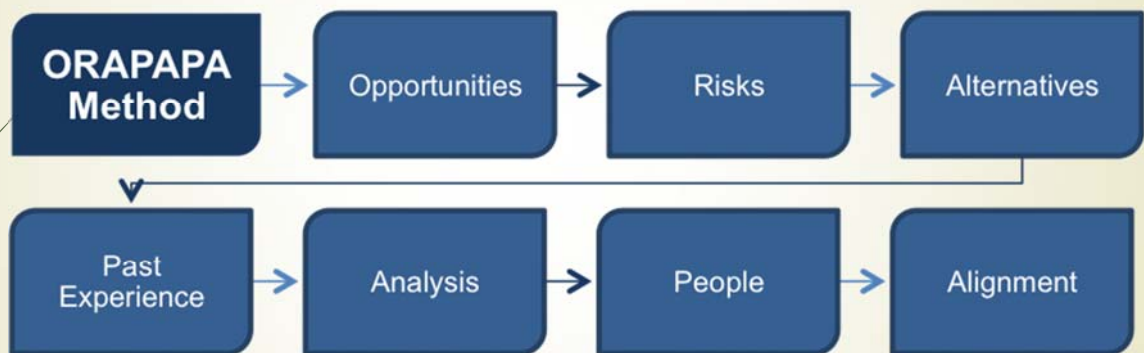 ORAPAPA
Method
Opportunities
Risks
Alternatives
Past
Experience
Analysis
People
Alignment